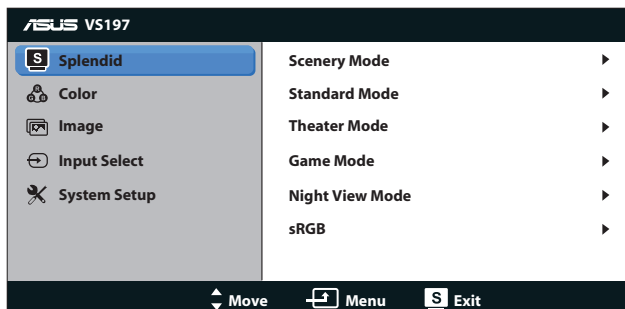 ASUS VS197
S Splendid
Color
Image
Input Select
System Setup
Scenery Mode
Standard Mode
Theater Mode
Game Mode
Night View Mode
sRGB
Move Menu S Exit